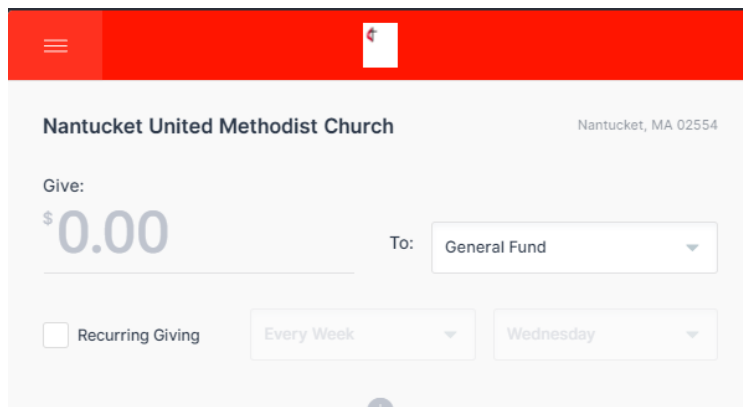 Nantucket United Methodist Church
Nantucket, MA 02554
Give:
$0.00
To: General Fund
Recurring Giving
Every Week
Wednesday